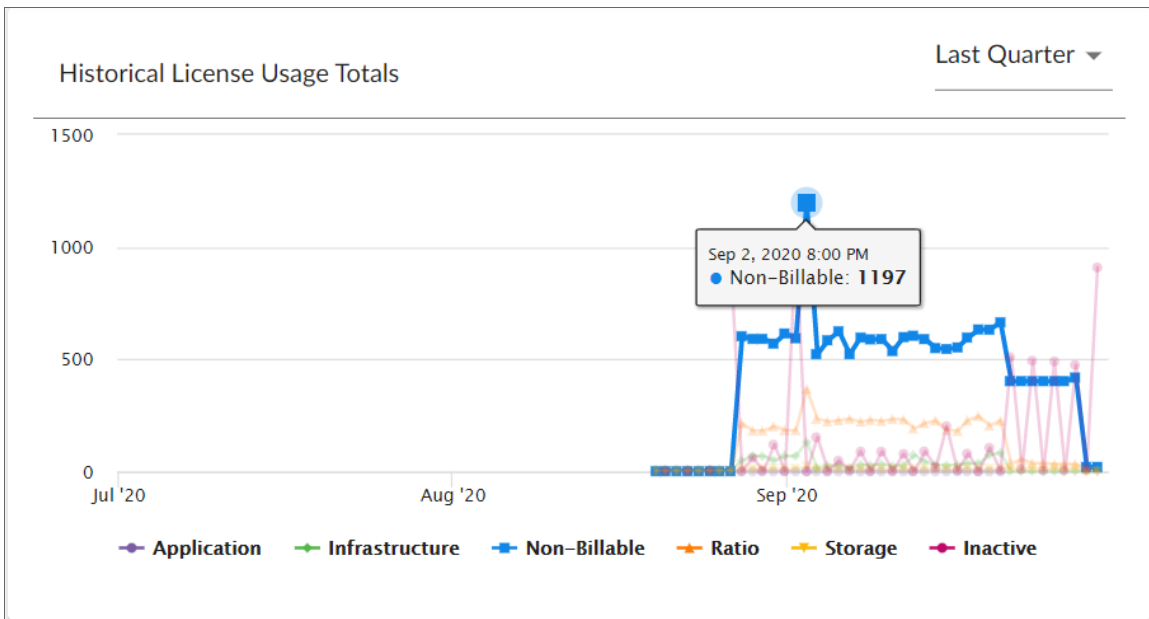 Historical License Usage Totals
Last Quarter
1500
1000
500
0
Sep 2, 2020 8:00 PM
Non-Billable: 1197
Jul '20
Aug '20
Sep '20
Application
Infrastructure
Non-Billable
Ratio
Storage
Inactive